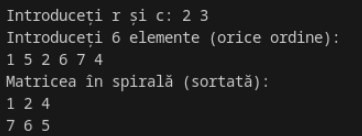 Introduceți r și c: 2 3
Introduceți 6 elemente (orice ordine):
1 5 2 6 7 4
Matricea în spirală (sortată):
1 2 4
7 6 5